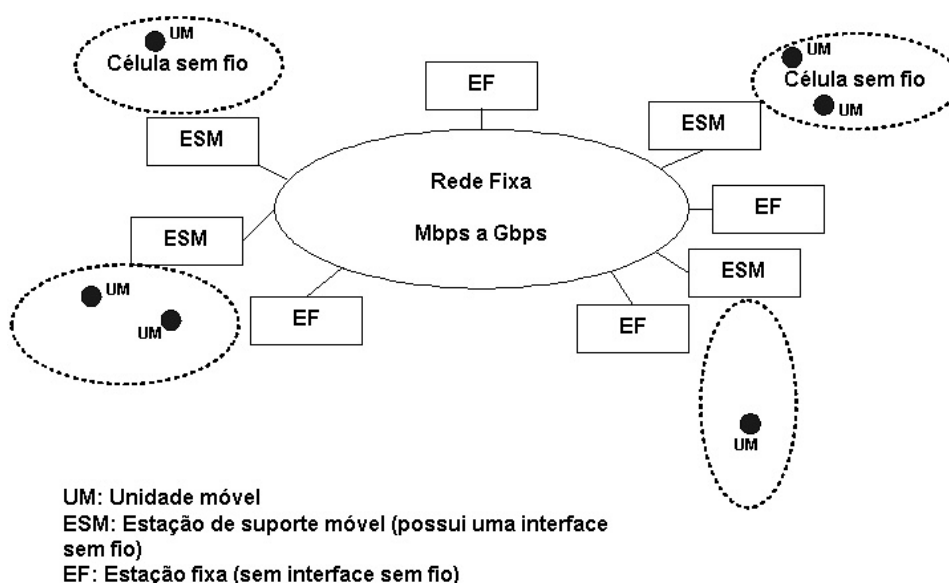 UM
Célula sem fio
EF
UM
Célula sem fio
UM
ESM
ESM
Rede Fixa
EF
Mbps a Gbps
ESM
ESM
UM
UM
EF
EF
UM
UM: Unidade móvel
ESM: Estação de suporte móvel (possui uma interface
sem fio)
EF: Estação fixa (sem interface sem fio)